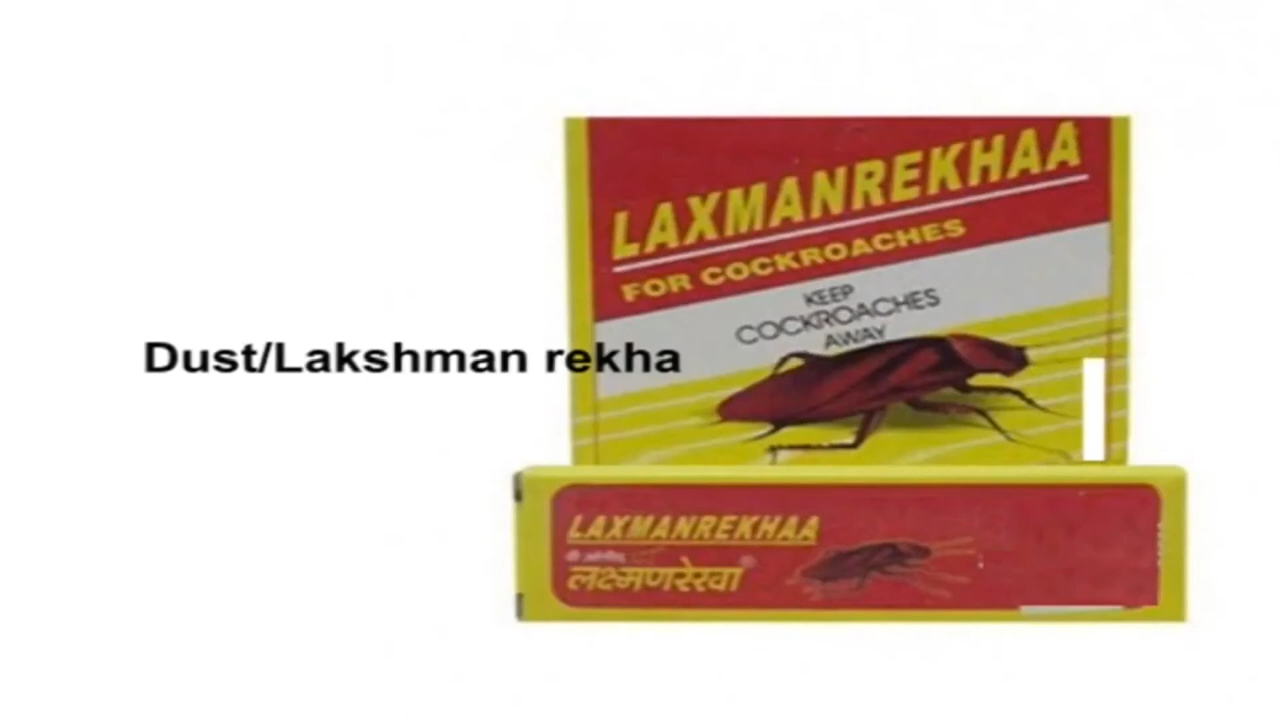 LAXMANREKHAA
FOR COCKROACHES
KEEP
COCKROACHES
AWAY
Dust/Lakshman rekha
LAXMANREKHAA
लक्ष्मणरेखा